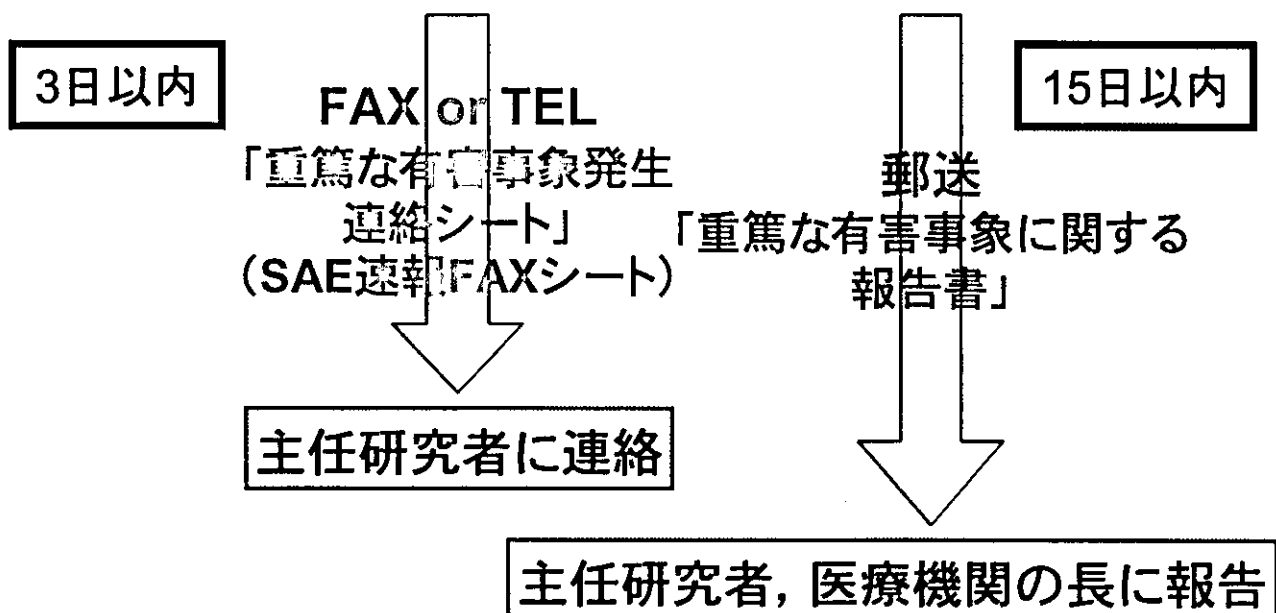 3日以内
FAX or TEL
「重篤な有害事象発生
連絡シート」
（SAE速報FAXシート）
主任研究者に連絡
15日以内
郵送
「重篤な有害事象に関する
報告書」
主任研究者，医療機関の長に報告